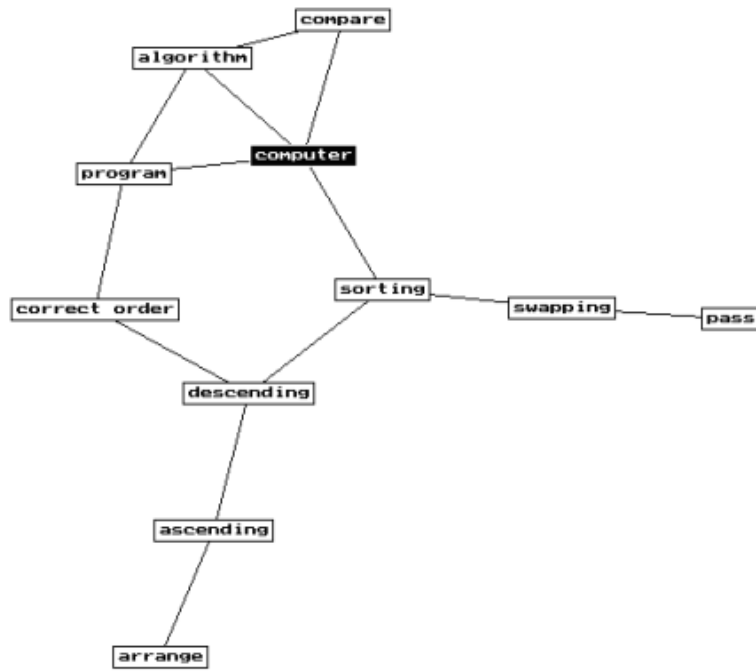 compare
algorithm
computer
program
sorting
correct order
swapping
pass
descending
ascending
arrange